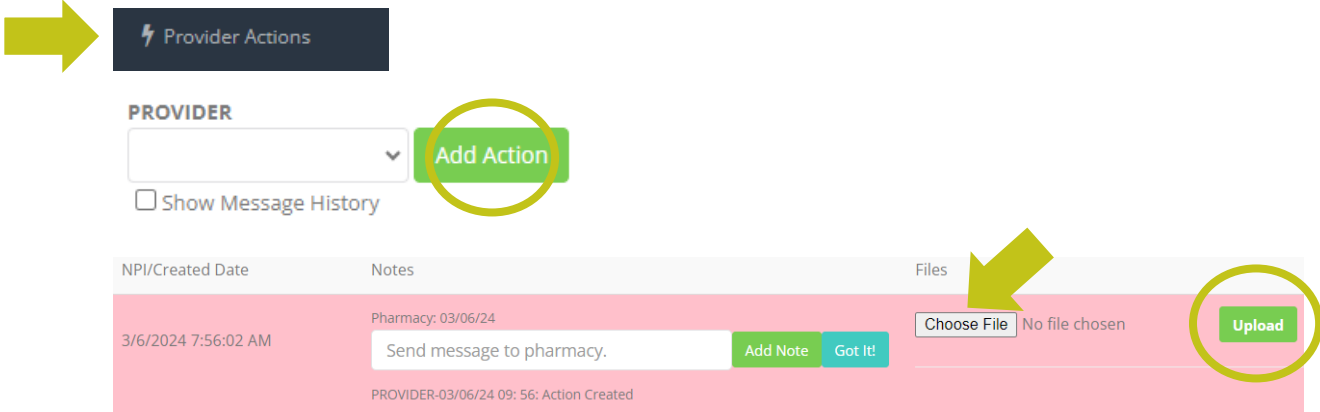 Provider Actions
PROVIDER
Add Action
Show Message History
NPI/Created Date Notes Files
Pharmacy: 03/06/24
3/6/2024 7:56:02 AM
Send message to pharmacy. Add Note Got It!
Choose File No file chosen Upload
PROVIDER-03/06/24 09: 56: Action Created